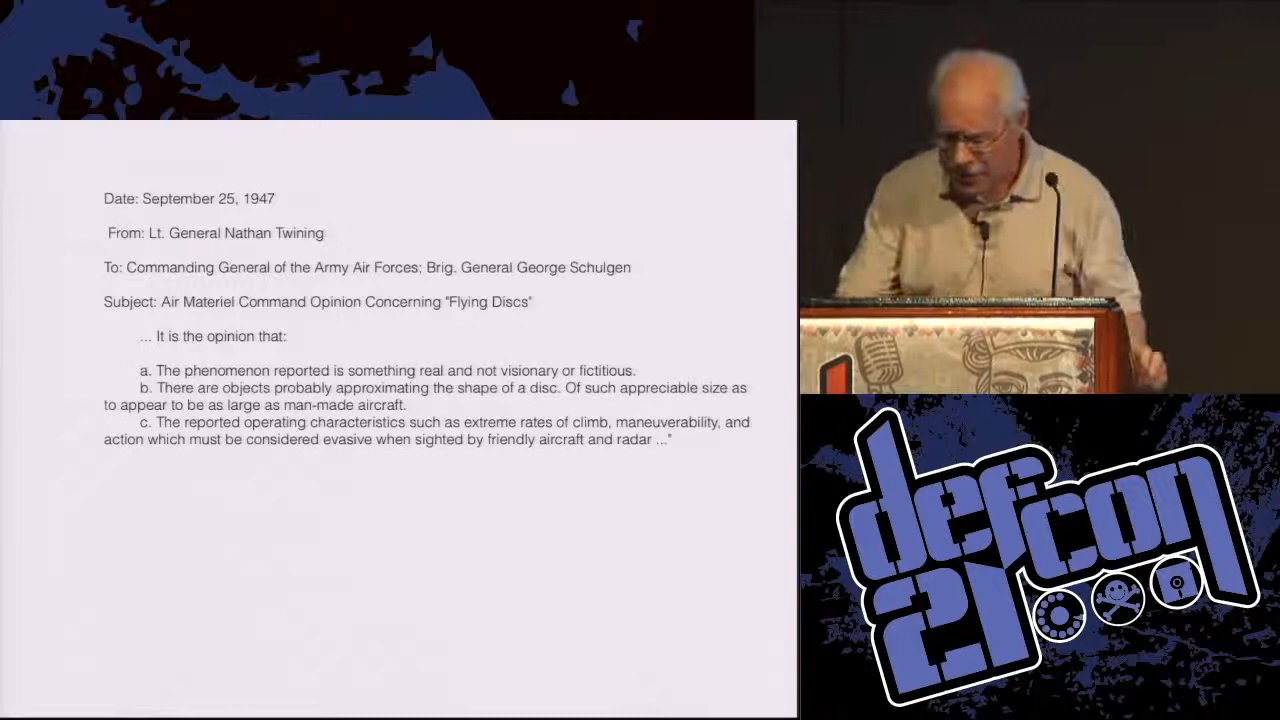 Date: September 25, 1947
From: Lt. General Nathan Twining
To: Commanding General of the Army Air Forces; Brig. General George Schulgen
Subject: Air Materiel Command Opinion Concerning "Flying Discs"
... It is the opinion that:
a. The phenomenon reported is something real and not visionary or fictitious.
b. There are objects probably approximating the shape of a disc. Of such appreciable size as
to appear to be as large as man-made aircraft.
c. The reported operating characteristics such as extreme rates of climb, maneuverability, and
action which must be considered evasive when sighted by friendly aircraft and radar ..."
defcon
21